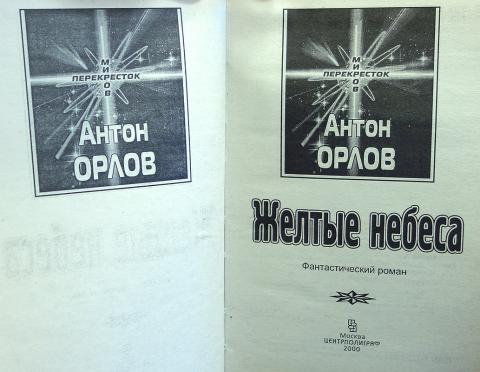 МИРОВ
ПЕРЕКРЕСТОК
АНТОН
ОРЛОВ
МИРОВ
ПЕРЕКРЕСТОК
АНТОН
ОРЛОВ
Желтые небеса
Фантастический роман
Москва
ЦЕНТРПОЛИГРАФ
2000